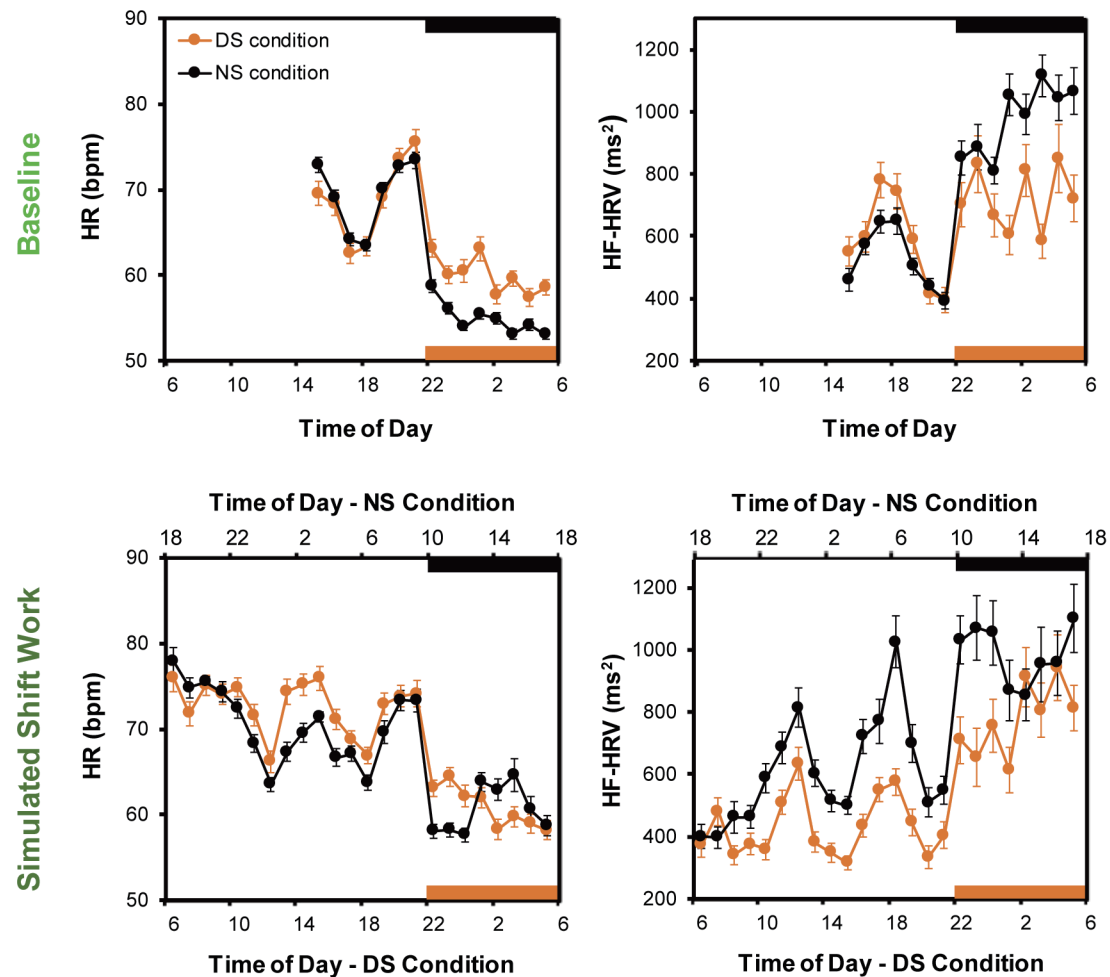 Baseline
HR (bpm)
90
80
70
60
50
DS condition
NS condition
6 10 14 18 22 2 6
Time of Day
HF-HRV (ms²)
1200
1000
800
600
400
200
6 10 14 18 22 2 6
Time of Day
Simulated Shift Work
Time of Day - NS Condition
18 22 2 6 10 14 18
HR (bpm)
90
80
70
60
50
6 10 14 18 22 2 6
Time of Day - DS Condition
Time of Day - NS Condition
18 22 2 6 10 14 18
HF-HRV (ms²)
1200
1000
800
600
400
200
6 10 14 18 22 2 6
Time of Day - DS Condition